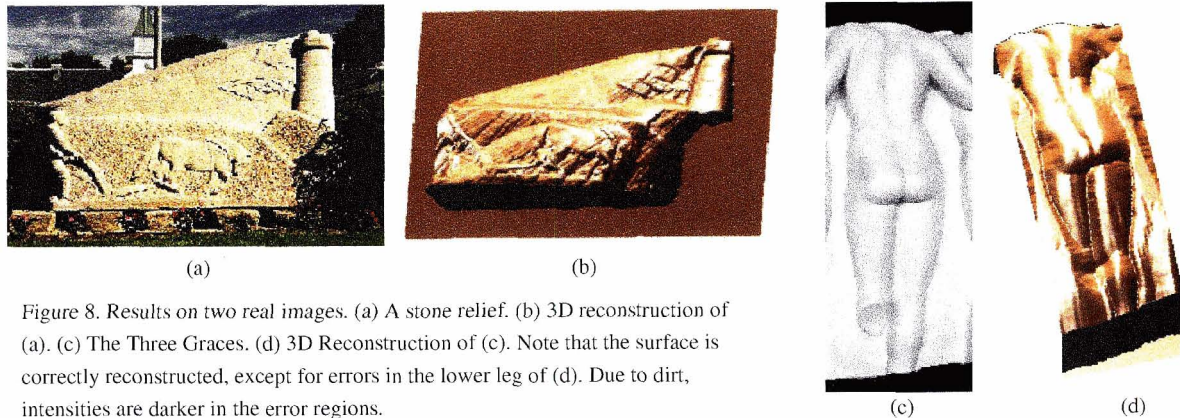 (a)
(b)
Figure 8. Results on two real images. (a) A stone relief. (b) 3D reconstruction of
(a). (c) The Three Graces. (d) 3D Reconstruction of (c). Note that the surface is
correctly reconstructed, except for errors in the lower leg of (d). Due to dirt,
intensities are darker in the error regions.
(c)
(d)